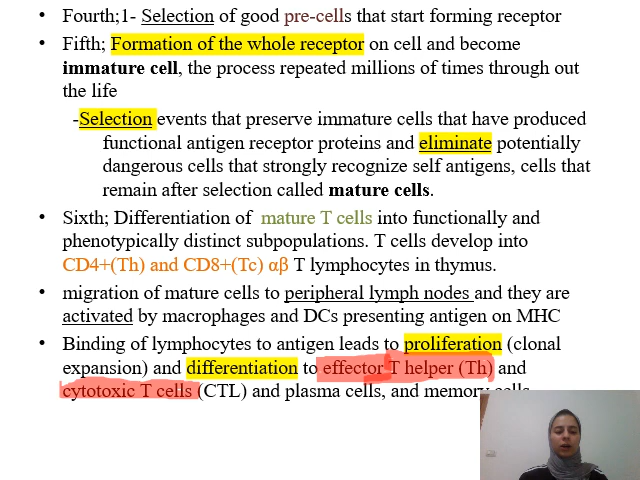 • Fourth;1- Selection of good pre-cells that start forming receptor
• Fifth; Formation of the whole receptor on cell and become
immature cell, the process repeated millions of times through out
the life
-Selection events that preserve immature cells that have produced
functional antigen receptor proteins and eliminate potentially
dangerous cells that strongly recognize self antigens, cells that
remain after selection called mature cells.
• Sixth; Differentiation of mature T cells into functionally and
phenotypically distinct subpopulations. T cells develop into
CD4+(Th) and CD8+(Tc) αβ T lymphocytes in thymus.
• migration of mature cells to peripheral lymph nodes and they are
activated by macrophages and DCs presenting antigen on MHC
• Binding of lymphocytes to antigen leads to proliferation (clonal
expansion) and differentiation to effector T helper (Th) and
cytotoxic T cells (CTL) and plasma cells, and memory cells